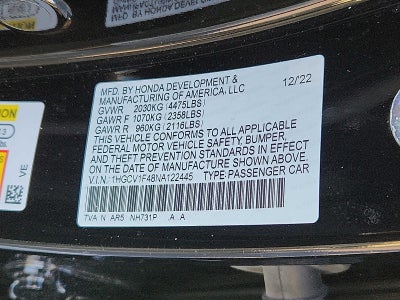 MFD. BY HONDA DEVELOPMENT & 12/22
MANUFACTURING OF AMERICA, LLC
GVWR 2030KG (4475LBS)
GAWR F 1070KG (2358LBS)
GAWR R 960KG (2116LBS)
THIS VEHICLE CONFORMS TO ALL APPLICABLE
FEDERAL MOTOR VEHICLE SAFETY, BUMPER,
AND THEFT PREVENTION STANDARDS IN EFFECT
ON THE DATE OF MANUFACTURE SHOWN ABOVE.
V.I.N.: 1HGCV1F48NA122445 TYPE: PASSENGER CAR
TVA N AR5 NH731P A A
VE